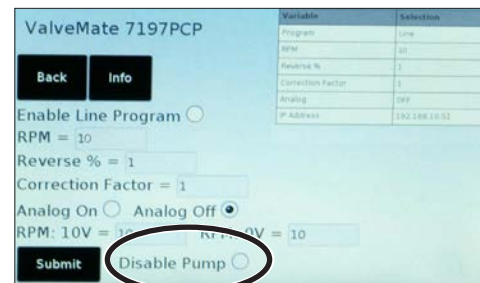 ValveMate 7197PCP
Back Info
Enable Line Program
RPM = 10
Reverse % = 1
Correction Factor = 1
Analog On Analog Off
RPM: 10V = 10 RPM: 0V = 10
Submit Disable Pump
Variable Selection
Program Line
RPM 10
Reverse % 1
Correction Factor 1
Analog OFF
IP Address 192.168.10.51